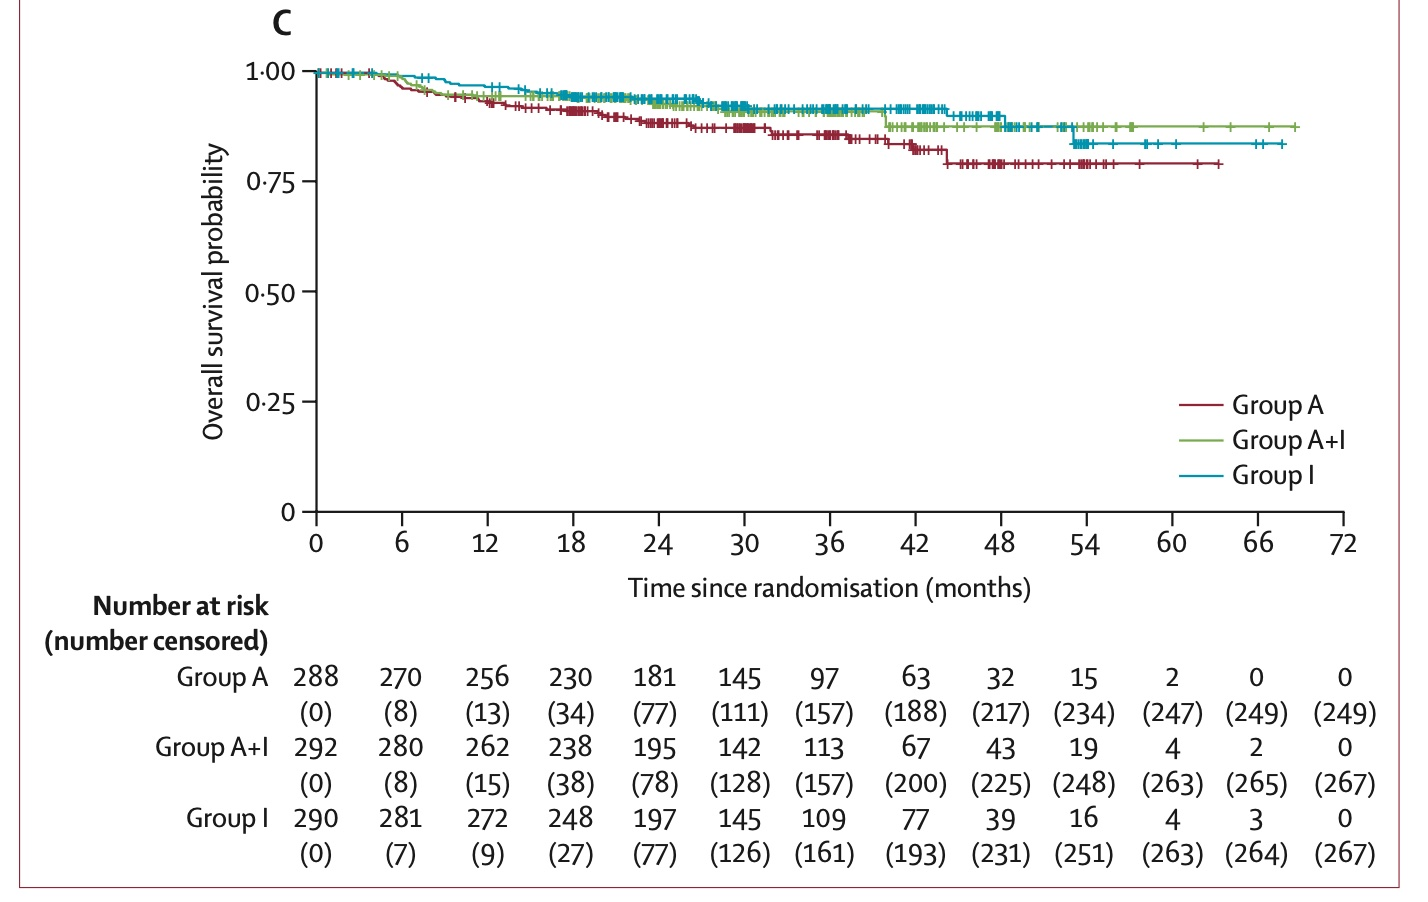 C
1·00
0·75
0·50
0·25
0
Overall survival probability
Group A
Group A+I
Group I
0 6 12 18 24 30 36 42 48 54 60 66 72
Time since randomisation (months)
Number at risk
(number censored)
Group A 288 270 256 230 181 145 97 63 32 15 2 0 0
(0) (8) (13) (34) (77) (111) (157) (188) (217) (234) (247) (249) (249)
Group A+I 292 280 262 238 195 142 113 67 43 19 4 2 0
(0) (8) (15) (38) (78) (128) (157) (200) (225) (248) (263) (265) (267)
Group I 290 281 272 248 197 145 109 77 39 16 4 3 0
(0) (7) (9) (27) (77) (126) (161) (193) (231) (251) (263) (264) (267)